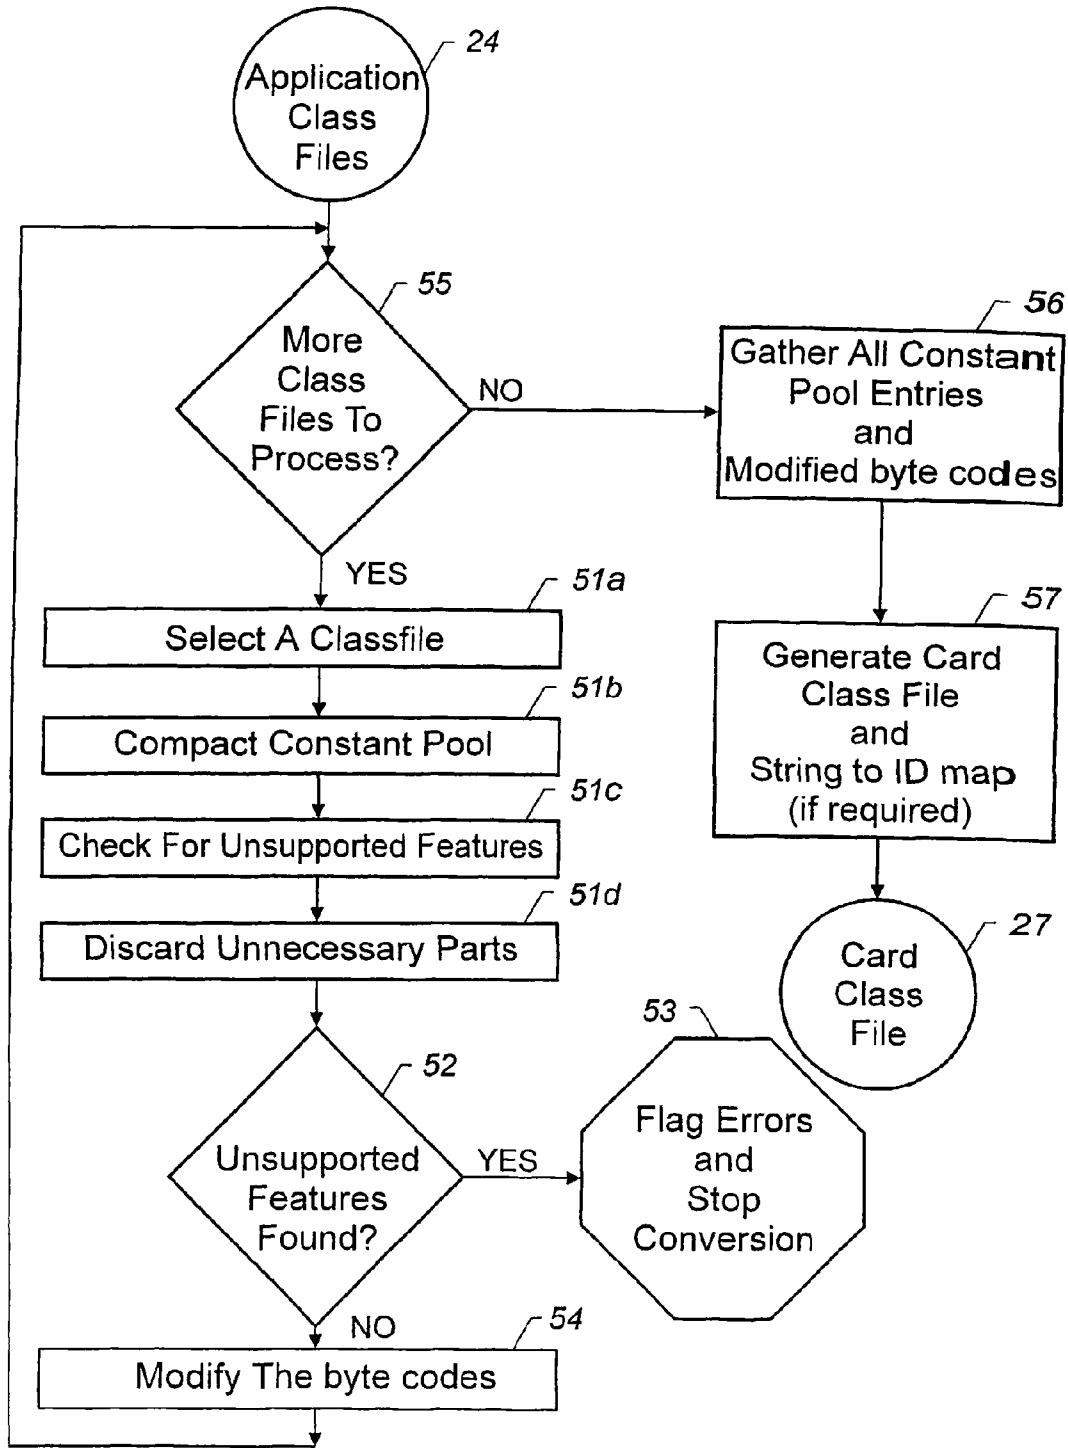 24
Application
Class
Files
55
More
Class
Files To
Process?
NO
56
Gather All Constant
Pool Entries
and
Modified byte codes
YES
51a
Select A Classfile
51b
Compact Constant Pool
51c
Check For Unsupported Features
51d
Discard Unnecessary Parts
57
Generate Card
Class File
and
String to ID map
(if required)
27
Card
Class
File
52
Unsupported
Features
Found?
YES
53
Flag Errors
and
Stop
Conversion
NO
54
Modify The byte codes